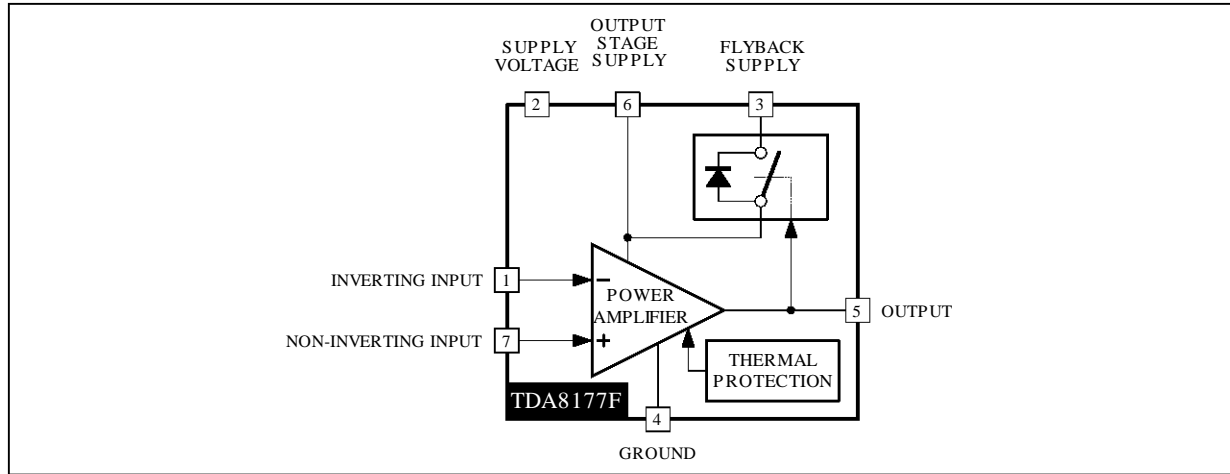 OUTPUT
STAGE
SUPPLY
SUPPLY
VOLTAGE
FLYBACK
SUPPLY
2
6
3
INVERTING INPUT
1
−
POWER
AMPLIFIER
5
OUTPUT
NON-INVERTING INPUT
7
+
THERMAL
PROTECTION
TDA8177F
4
GROUND